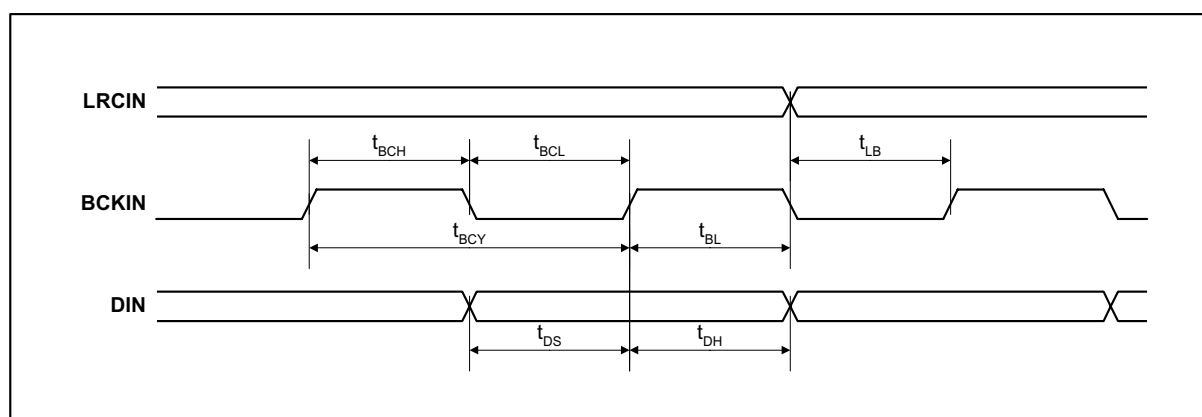 LRCIN
tBCH
tBCL
tLB
BCKIN
tBCY
tBL
DIN
tDS
tDH